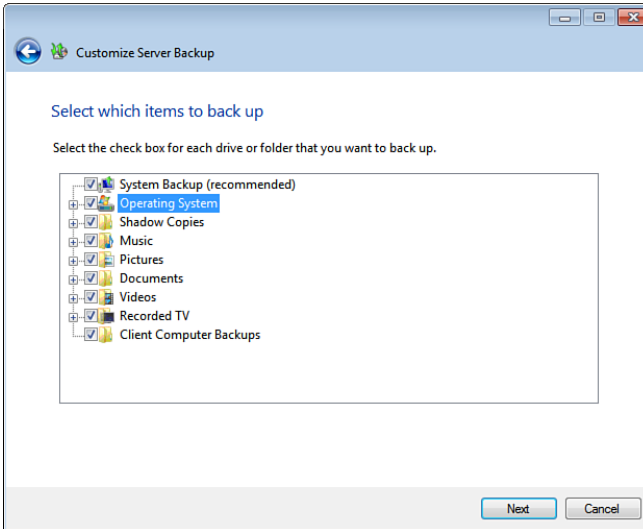 Customize Server Backup
Select which items to back up
Select the check box for each drive or folder that you want to back up.
System Backup (recommended)
Operating System
Shadow Copies
Music
Pictures
Documents
Videos
Recorded TV
Client Computer Backups
Next Cancel